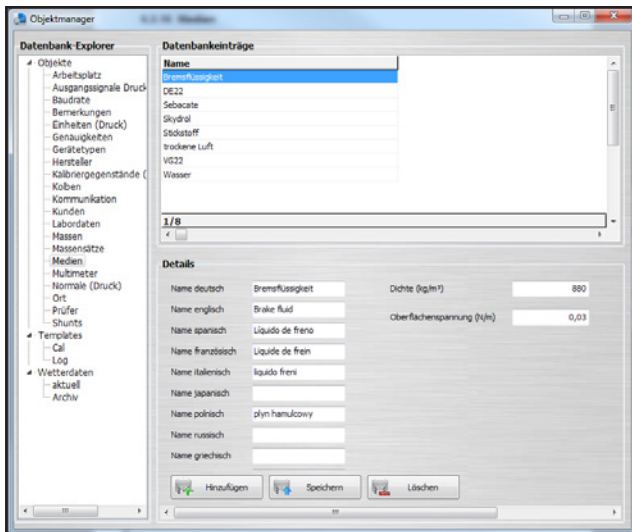 Objektmanager
Datenbank-Explorer
Objekte
Arbeitsplatz
Ausgangssignale Druck
Baudrate
Bemerkungen
Einheiten (Druck)
Genauigkeiten
Gerätetypen
Hersteller
Kalibriergegenstände (
Kolben
Kommunikation
Kunden
Labordaten
Massen
Massensätze
Medien
Multimeter
Normale (Druck)
Ort
Prüfer
Shunts
Templates
Cal
Log
Wetterdaten
aktuell
Archiv
Datenbankeinträge
Name
Bremsflüssigkeit
DE22
Sebacate
Skydrol
Stickstoff
trockene Luft
VG22
Wasser
1/8
Details
Name deutsch Bremsflüssigkeit Dichte (kg/m³) 880
Name englisch Brake fluid Oberflächenspannung (N/m) 0,03
Name spanisch Líquido de freno
Name französisch Liquide de frein
Name italienisch liquido freni
Name japanisch
Name polnisch plyn hamulcowy
Name russisch
Name griechisch
Hinzufügen Speichern Löschen